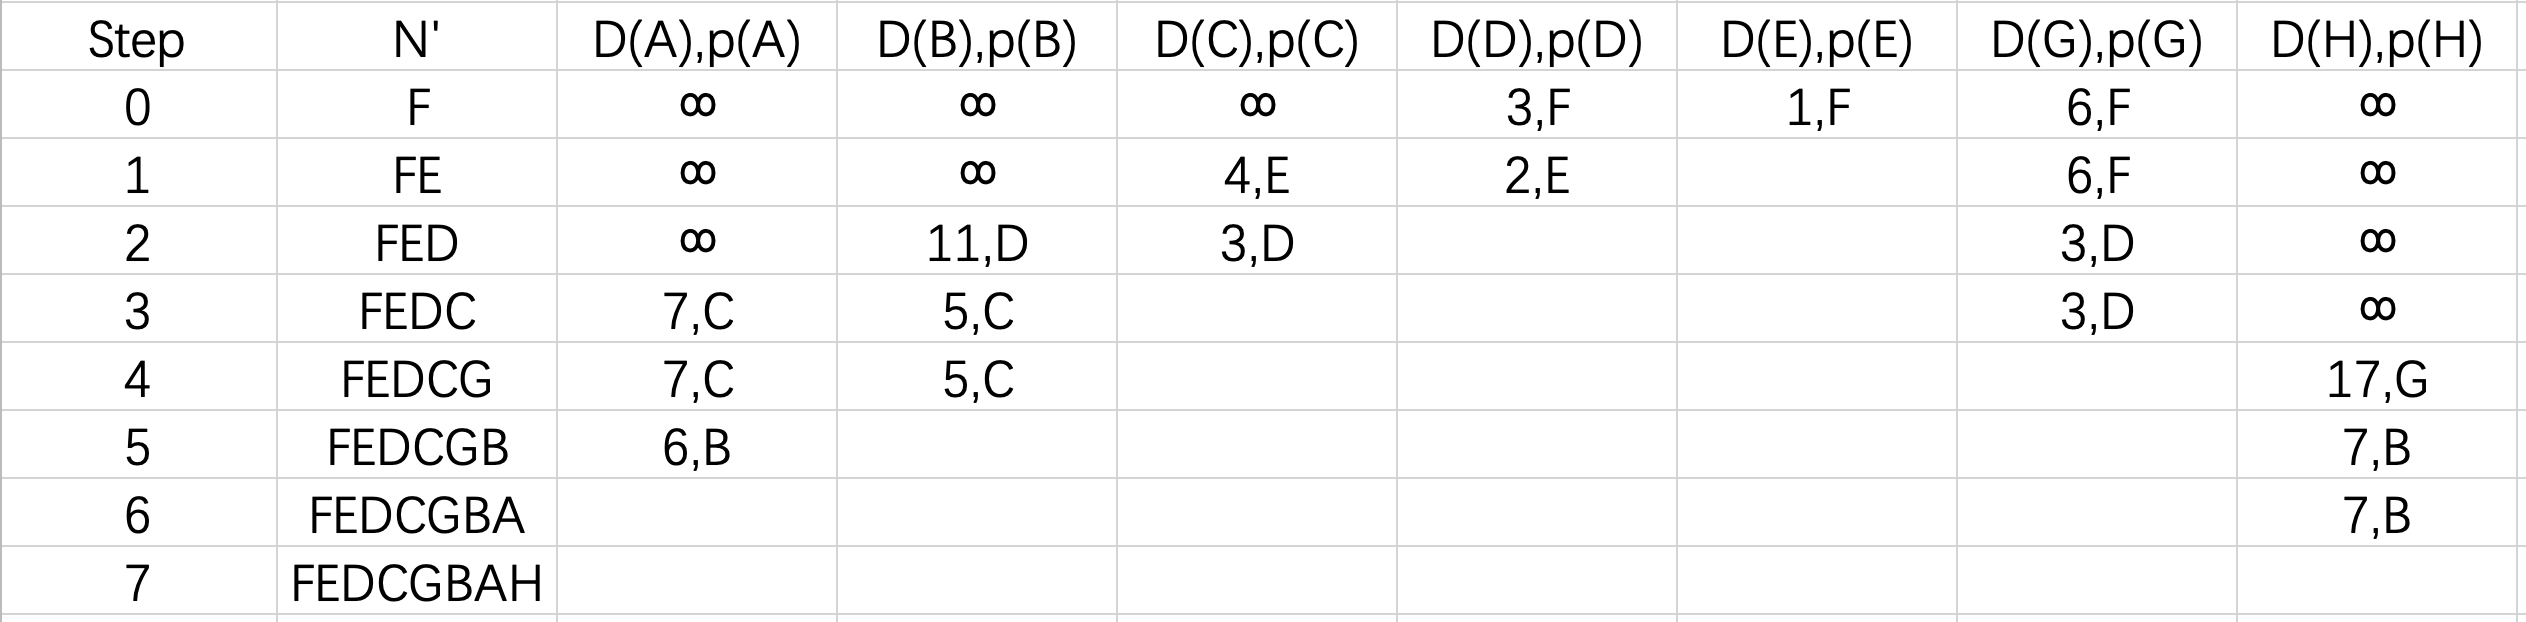 Step N' D(A),p(A) D(B),p(B) D(C),p(C) D(D),p(D) D(E),p(E) D(G),p(G) D(H),p(H)
0 F ∞ ∞ ∞ 3,F 1,F 6,F ∞
1 FE ∞ ∞ 4,E 2,E 6,F ∞
2 FED ∞ 11,D 3,D 3,D ∞
3 FEDC 7,C 5,C 3,D ∞
4 FEDCG 7,C 5,C 17,G
5 FEDCGB 6,B 7,B
6 FEDCGBA 7,B
7 FEDCGBAH